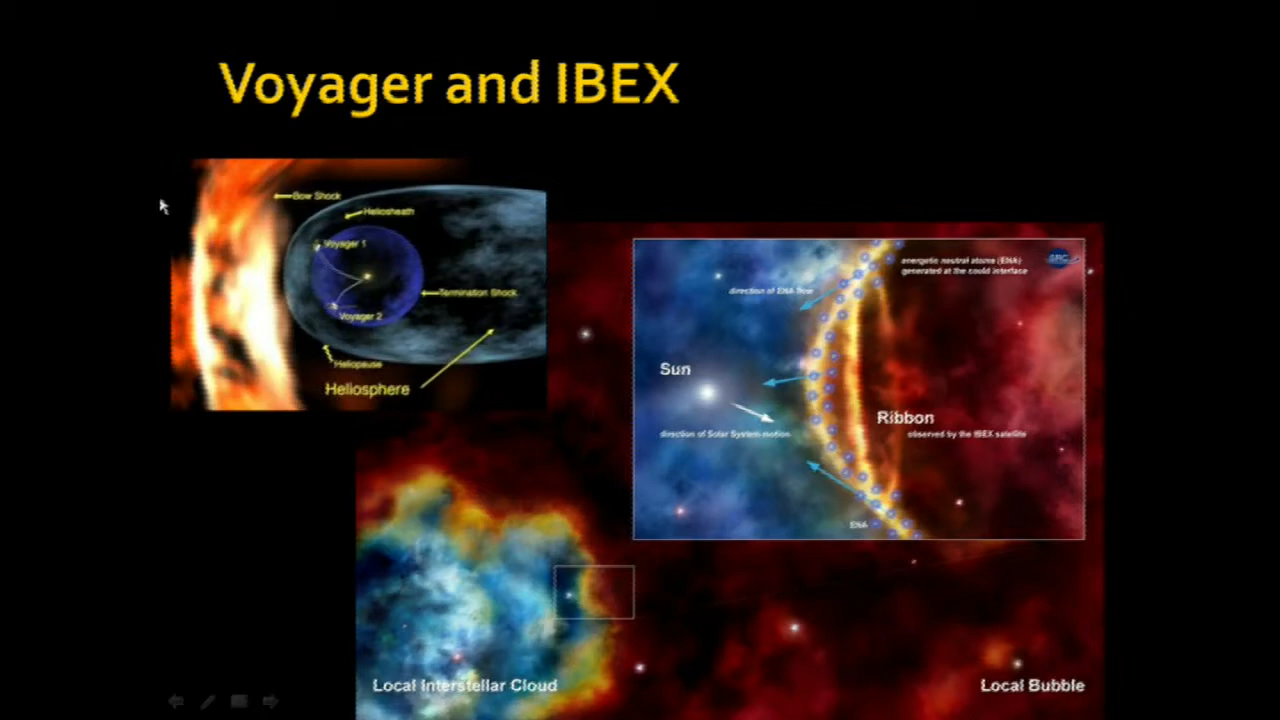 Voyager and IBEX
Bow Shock
Heliosheath
Voyager 1
Termination Shock
Voyager 2
Heliopause
Heliosphere
energetic neutral atoms (ENA)
generated at the could interface
SRC
direction of ENA flow
Sun
Ribbon
direction of Solar System motion
observed by the IBEX satellite
ENA
Local Interstellar Cloud
Local Bubble